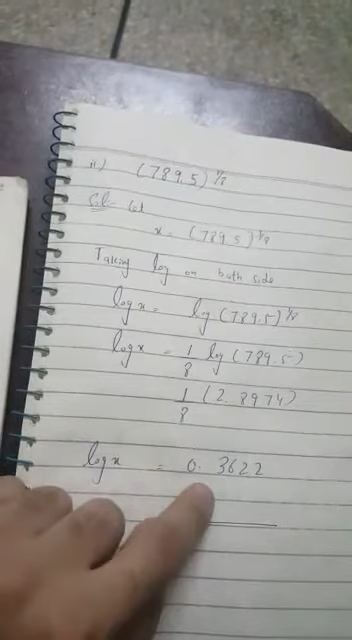 ii) (789.5)^1/8
Sol:- let
x = (789.5)^1/8
Taking log on both side
log x = log (789.5)^1/8
log x = 1/8 log (789.5)
1/8 (2.8974)
log x = 0.3622